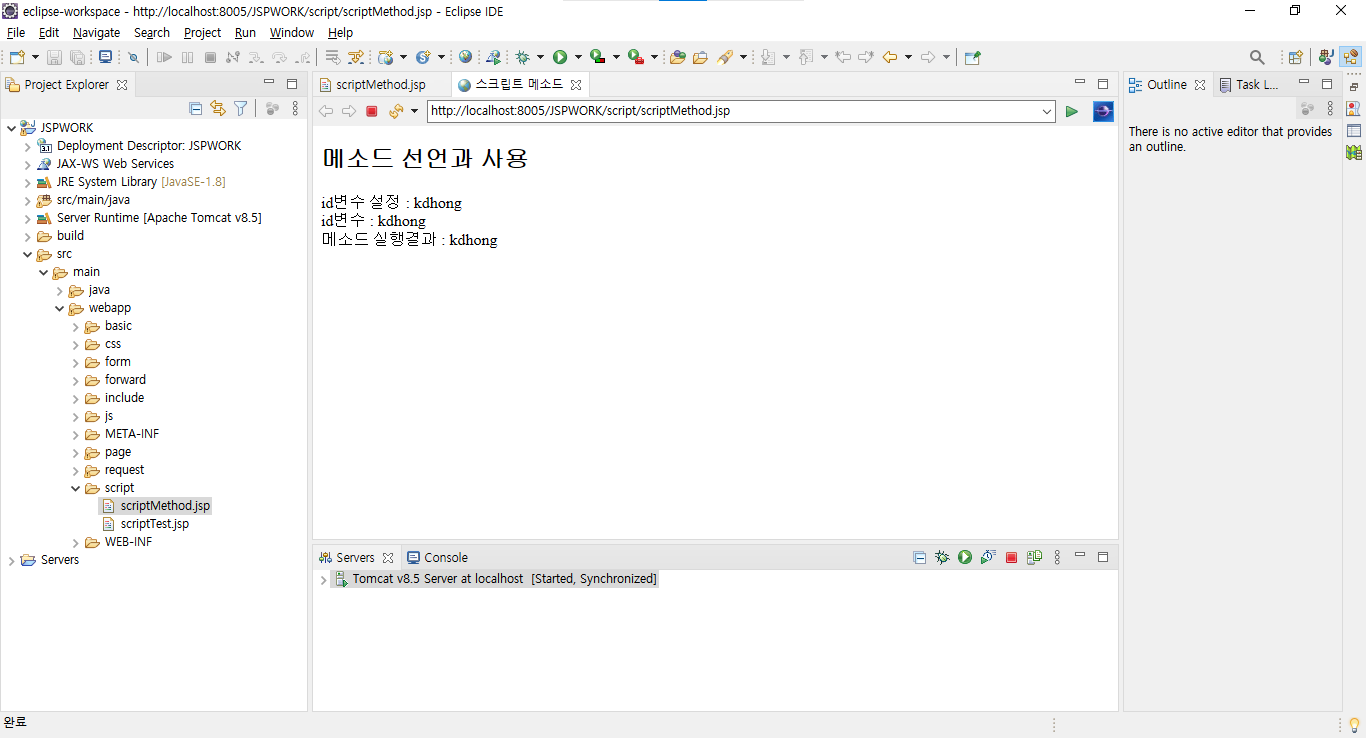 eclipse-workspace - http://localhost:8005/JSPWORK/script/scriptMethod.jsp - Eclipse IDE
File Edit Navigate Search Project Run Window Help
Project Explorer
JSPWORK
3.1 Deployment Descriptor: JSPWORK
JAX-WS Web Services
JRE System Library [JavaSE-1.8]
src/main/java
Server Runtime [Apache Tomcat v8.5]
build
src
main
java
webapp
basic
css
form
forward
include
js
META-INF
page
request
script
scriptMethod.jsp
scriptTest.jsp
WEB-INF
Servers
scriptMethod.jsp 스크립트 메소드
http://localhost:8005/JSPWORK/script/scriptMethod.jsp
메소드 선언과 사용
id변수 설정 : kdhong
id변수 : kdhong
메소드 실행결과 : kdhong
Servers Console
Tomcat v8.5 Server at localhost [Started, Synchronized]
Outline Task L...
There is no active editor that provides
an outline.
완료